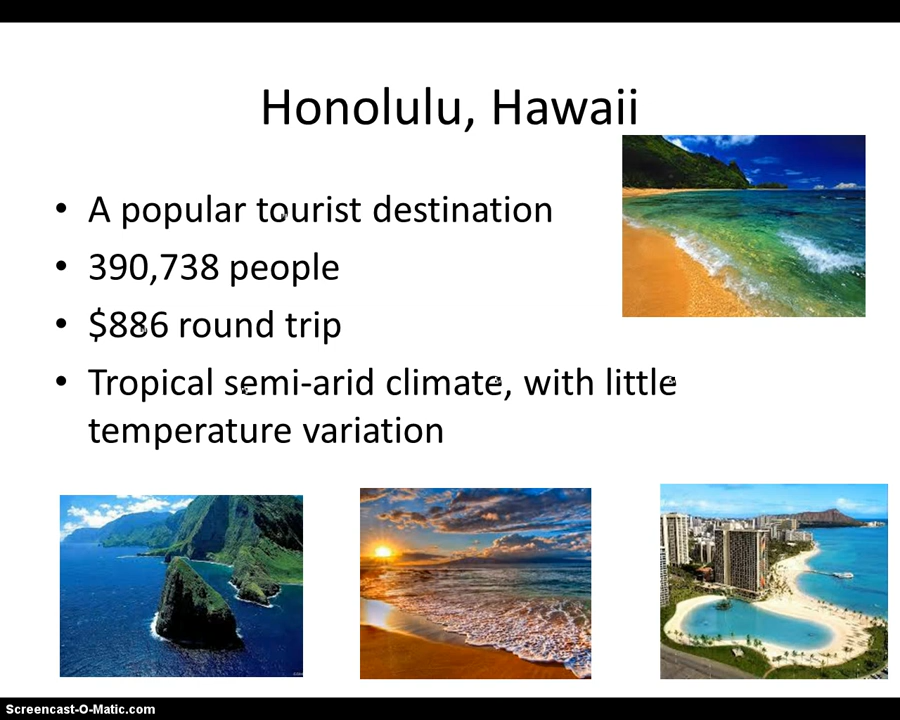 Honolulu, Hawaii
• A popular tourist destination
• 390,738 people
• $886 round trip
• Tropical semi-arid climate, with little
temperature variation
Screencast-O-Matic.com